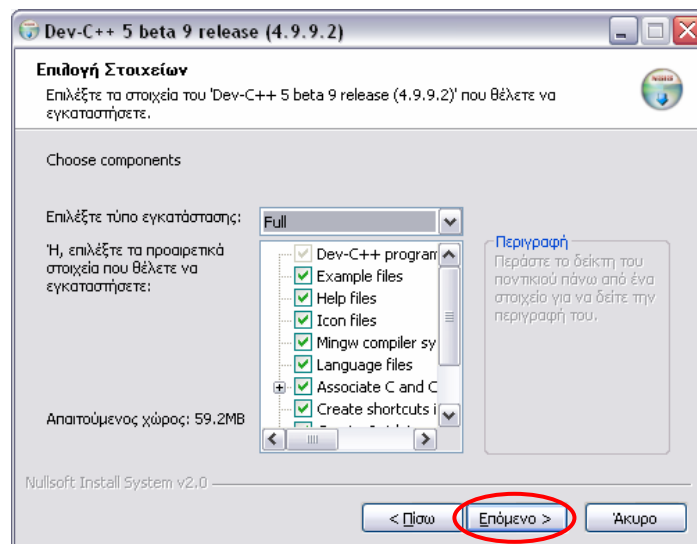 Dev-C++ 5 beta 9 release (4.9.9.2)
Επιλογή Στοιχείων
Επιλέξτε τα στοιχεία του 'Dev-C++ 5 beta 9 release (4.9.9.2)' που θέλετε να
εγκαταστήσετε.
Choose components
Επιλέξτε τύπο εγκατάστασης:
Full
Ή, επιλέξτε τα προαιρετικά
στοιχεία που θέλετε να
εγκαταστήσετε:
Dev-C++ program
Example files
Help files
Icon files
Mingw compiler sy
Language files
Associate C and C
Create shortcuts i
Περιγραφή
Περάστε το δείκτη του
ποντικιού πάνω από ένα
στοιχείο για να δείτε την
περιγραφή του.
Απαιτούμενος χώρος: 59.2MB
Nullsoft Install System v2.0
< Πίσω
Επόμενο >
Άκυρο